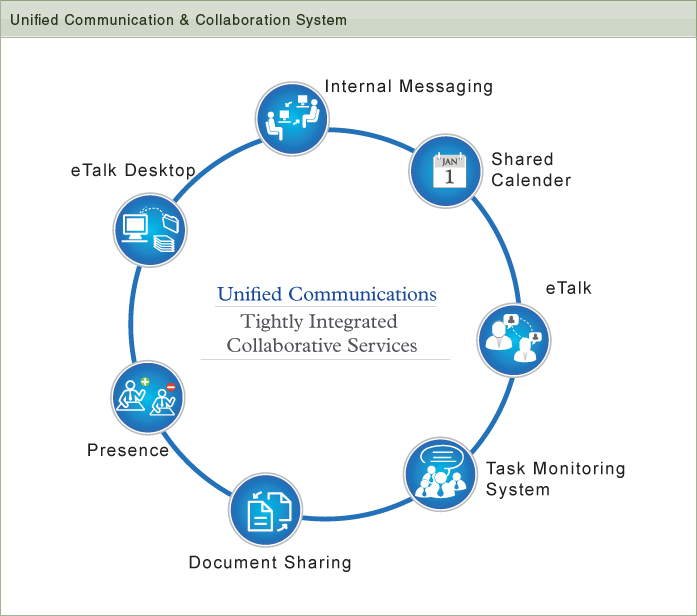 Unified Communication & Collaboration System
Internal Messaging
Shared
Calender
JAN
1
eTalk Desktop
eTalk
Unified Communications
Tightly Integrated
Collaborative Services
Presence
Task Monitoring
System
Document Sharing